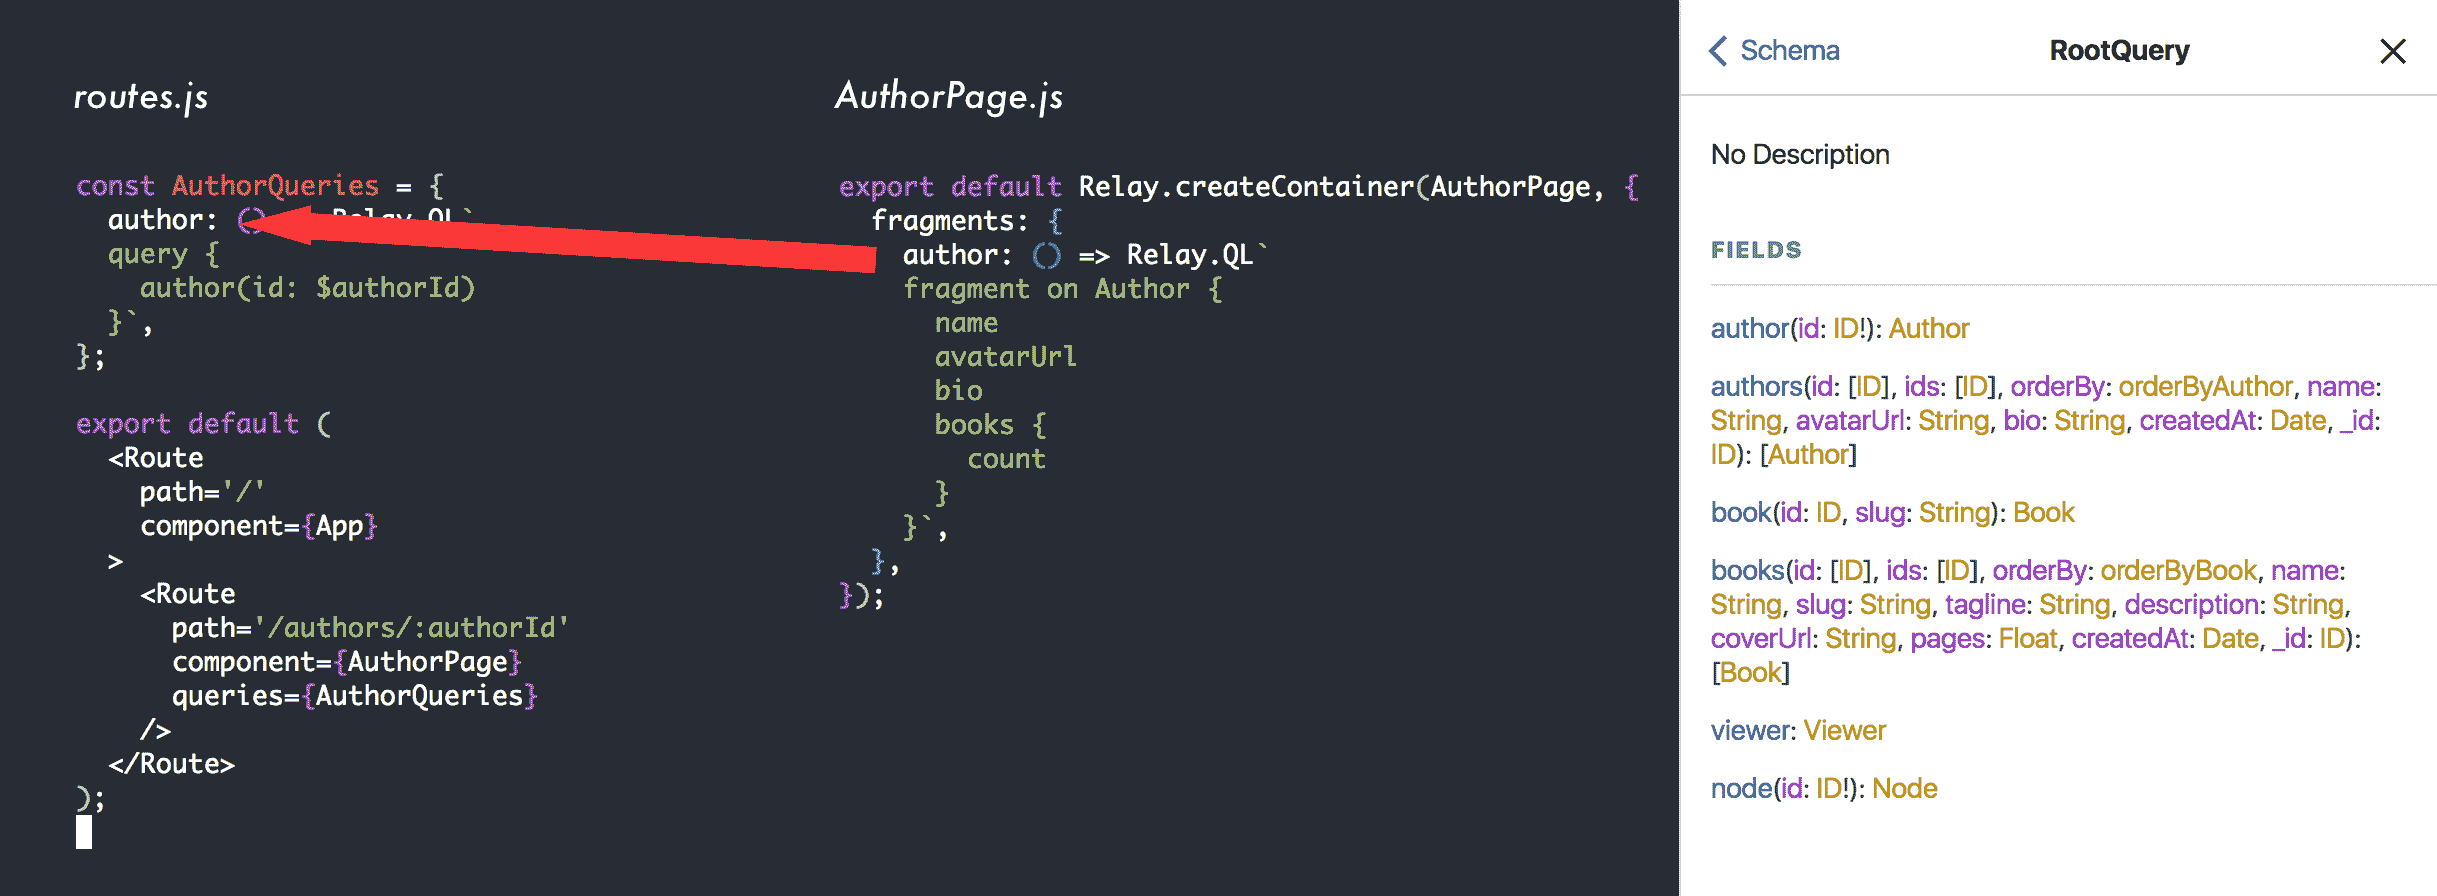 routes.js
const AuthorQueries = {
  author: () Relay.QL`
  query {
    author(id: $authorId)
  }`,
};
export default (
  <Route
    path='/'
    component={App}
  >
    <Route
      path='/authors/:authorId'
      component={AuthorPage}
      queries={AuthorQueries}
    />
  </Route>
);
AuthorPage.js
export default Relay.createContainer(AuthorPage, {
  fragments: {
    author: () => Relay.QL`
    fragment on Author {
      name
      avatarUrl
      bio
      books {
        count
      }
    }`,
  },
});
Schema
RootQuery
No Description
FIELDS
author(id: ID!): Author
authors(id: [ID], ids: [ID], orderBy: orderByAuthor, name:
String, avatarUrl: String, bio: String, createdAt: Date, _id:
ID): [Author]
book(id: ID, slug: String): Book
books(id: [ID], ids: [ID], orderBy: orderByBook, name:
String, slug: String, tagline: String, description: String,
coverUrl: String, pages: Float, createdAt: Date, _id: ID):
[Book]
viewer: Viewer
node(id: ID!): Node